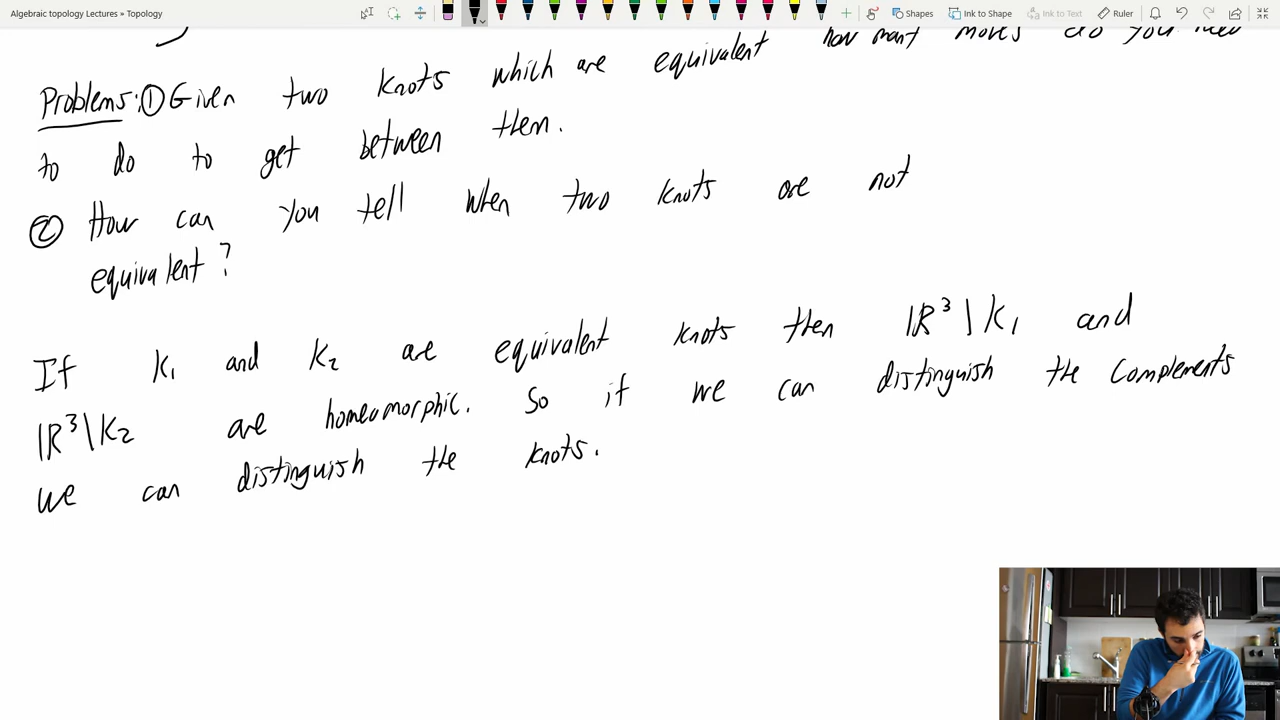 Algebraic topology Lectures » Topology
Shapes Ink to Shape Ink to Text Ruler
how many moves do you need
Problems: ① Given two knots which are equivalent
to do to get between them.
② How can you tell when two knots are not
equivalent?
If K₁ and K₂ are equivalent knots then ℝ³\K₁ and
ℝ³\K₂ are homeomorphic. So if we can distinguish the complements
we can distinguish the knots.